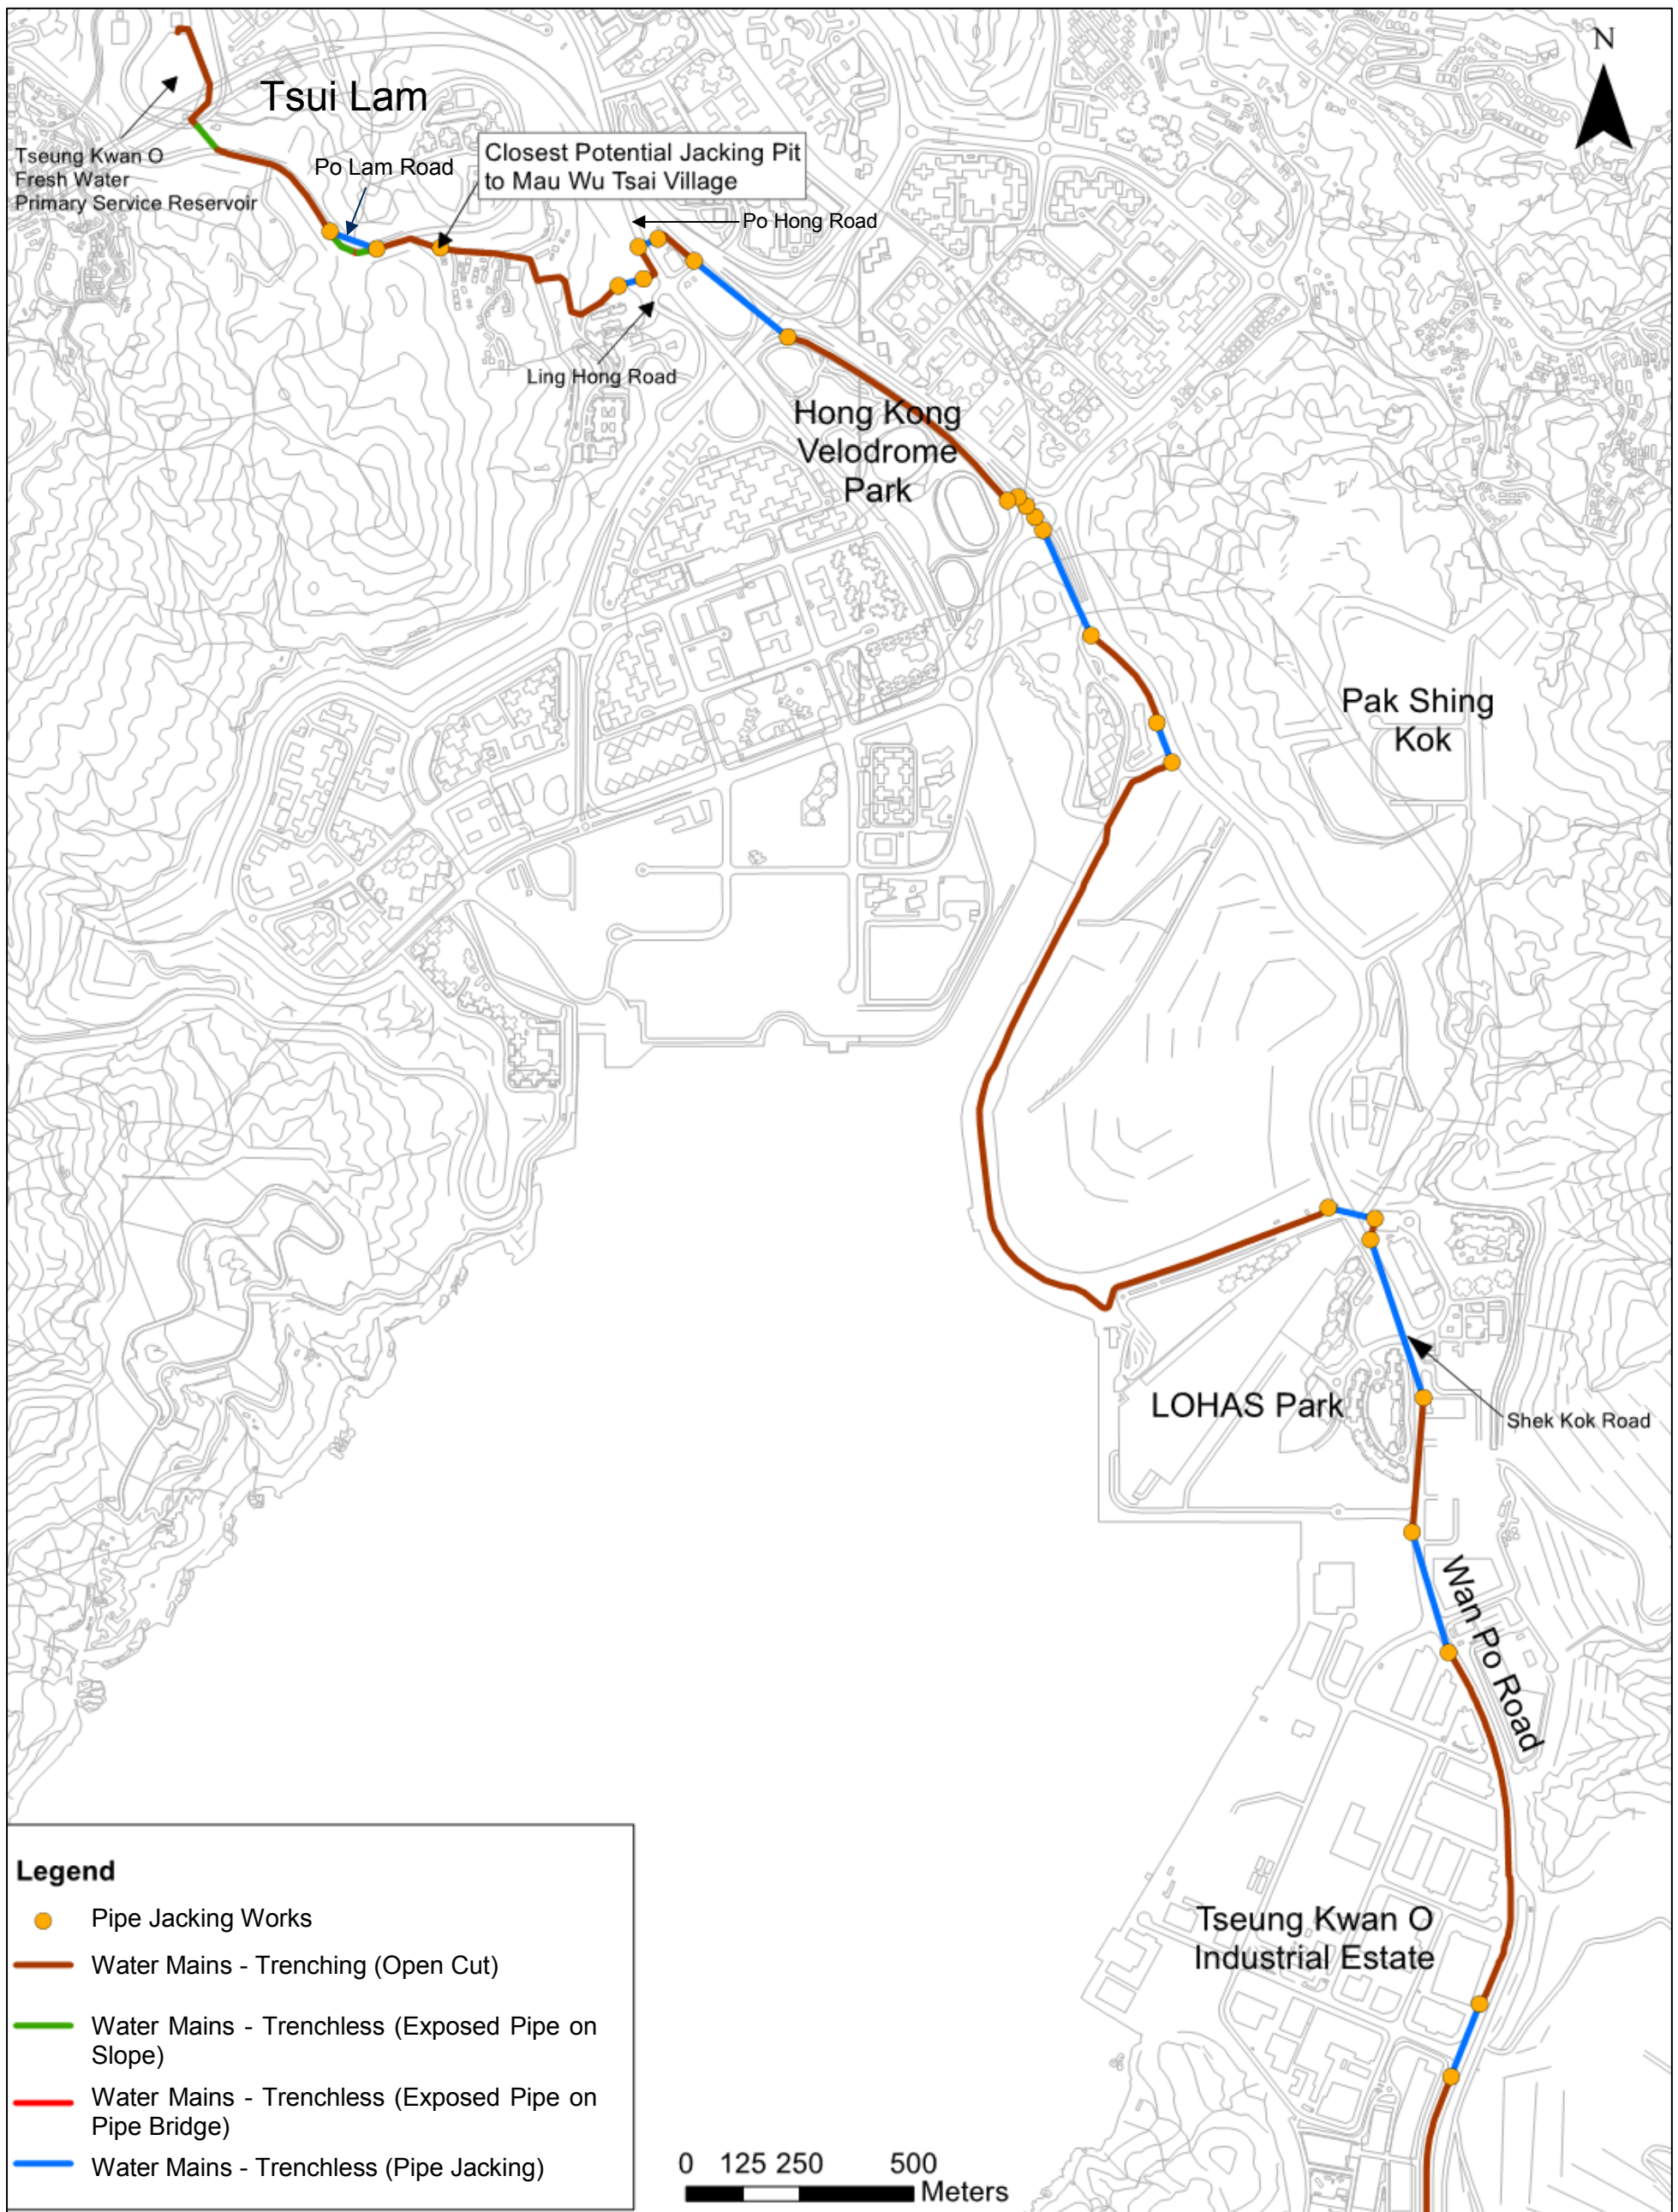 N
Tsui Lam
Tseung Kwan O
Fresh Water
Primary Service Reservoir
Po Lam Road
Closest Potential Jacking Pit
to Mau Wu Tsai Village
Po Hong Road
Ling Hong Road
Hong Kong
Velodrome
Park
Pak Shing
Kok
LOHAS Park
Shek Kok Road
Wan Po Road
Tseung Kwan O
Industrial Estate
Legend
Pipe Jacking Works
Water Mains - Trenching (Open Cut)
Water Mains - Trenchless (Exposed Pipe on
Slope)
Water Mains - Trenchless (Exposed Pipe on
Pipe Bridge)
Water Mains - Trenchless (Pipe Jacking)
0 125 250 500
Meters